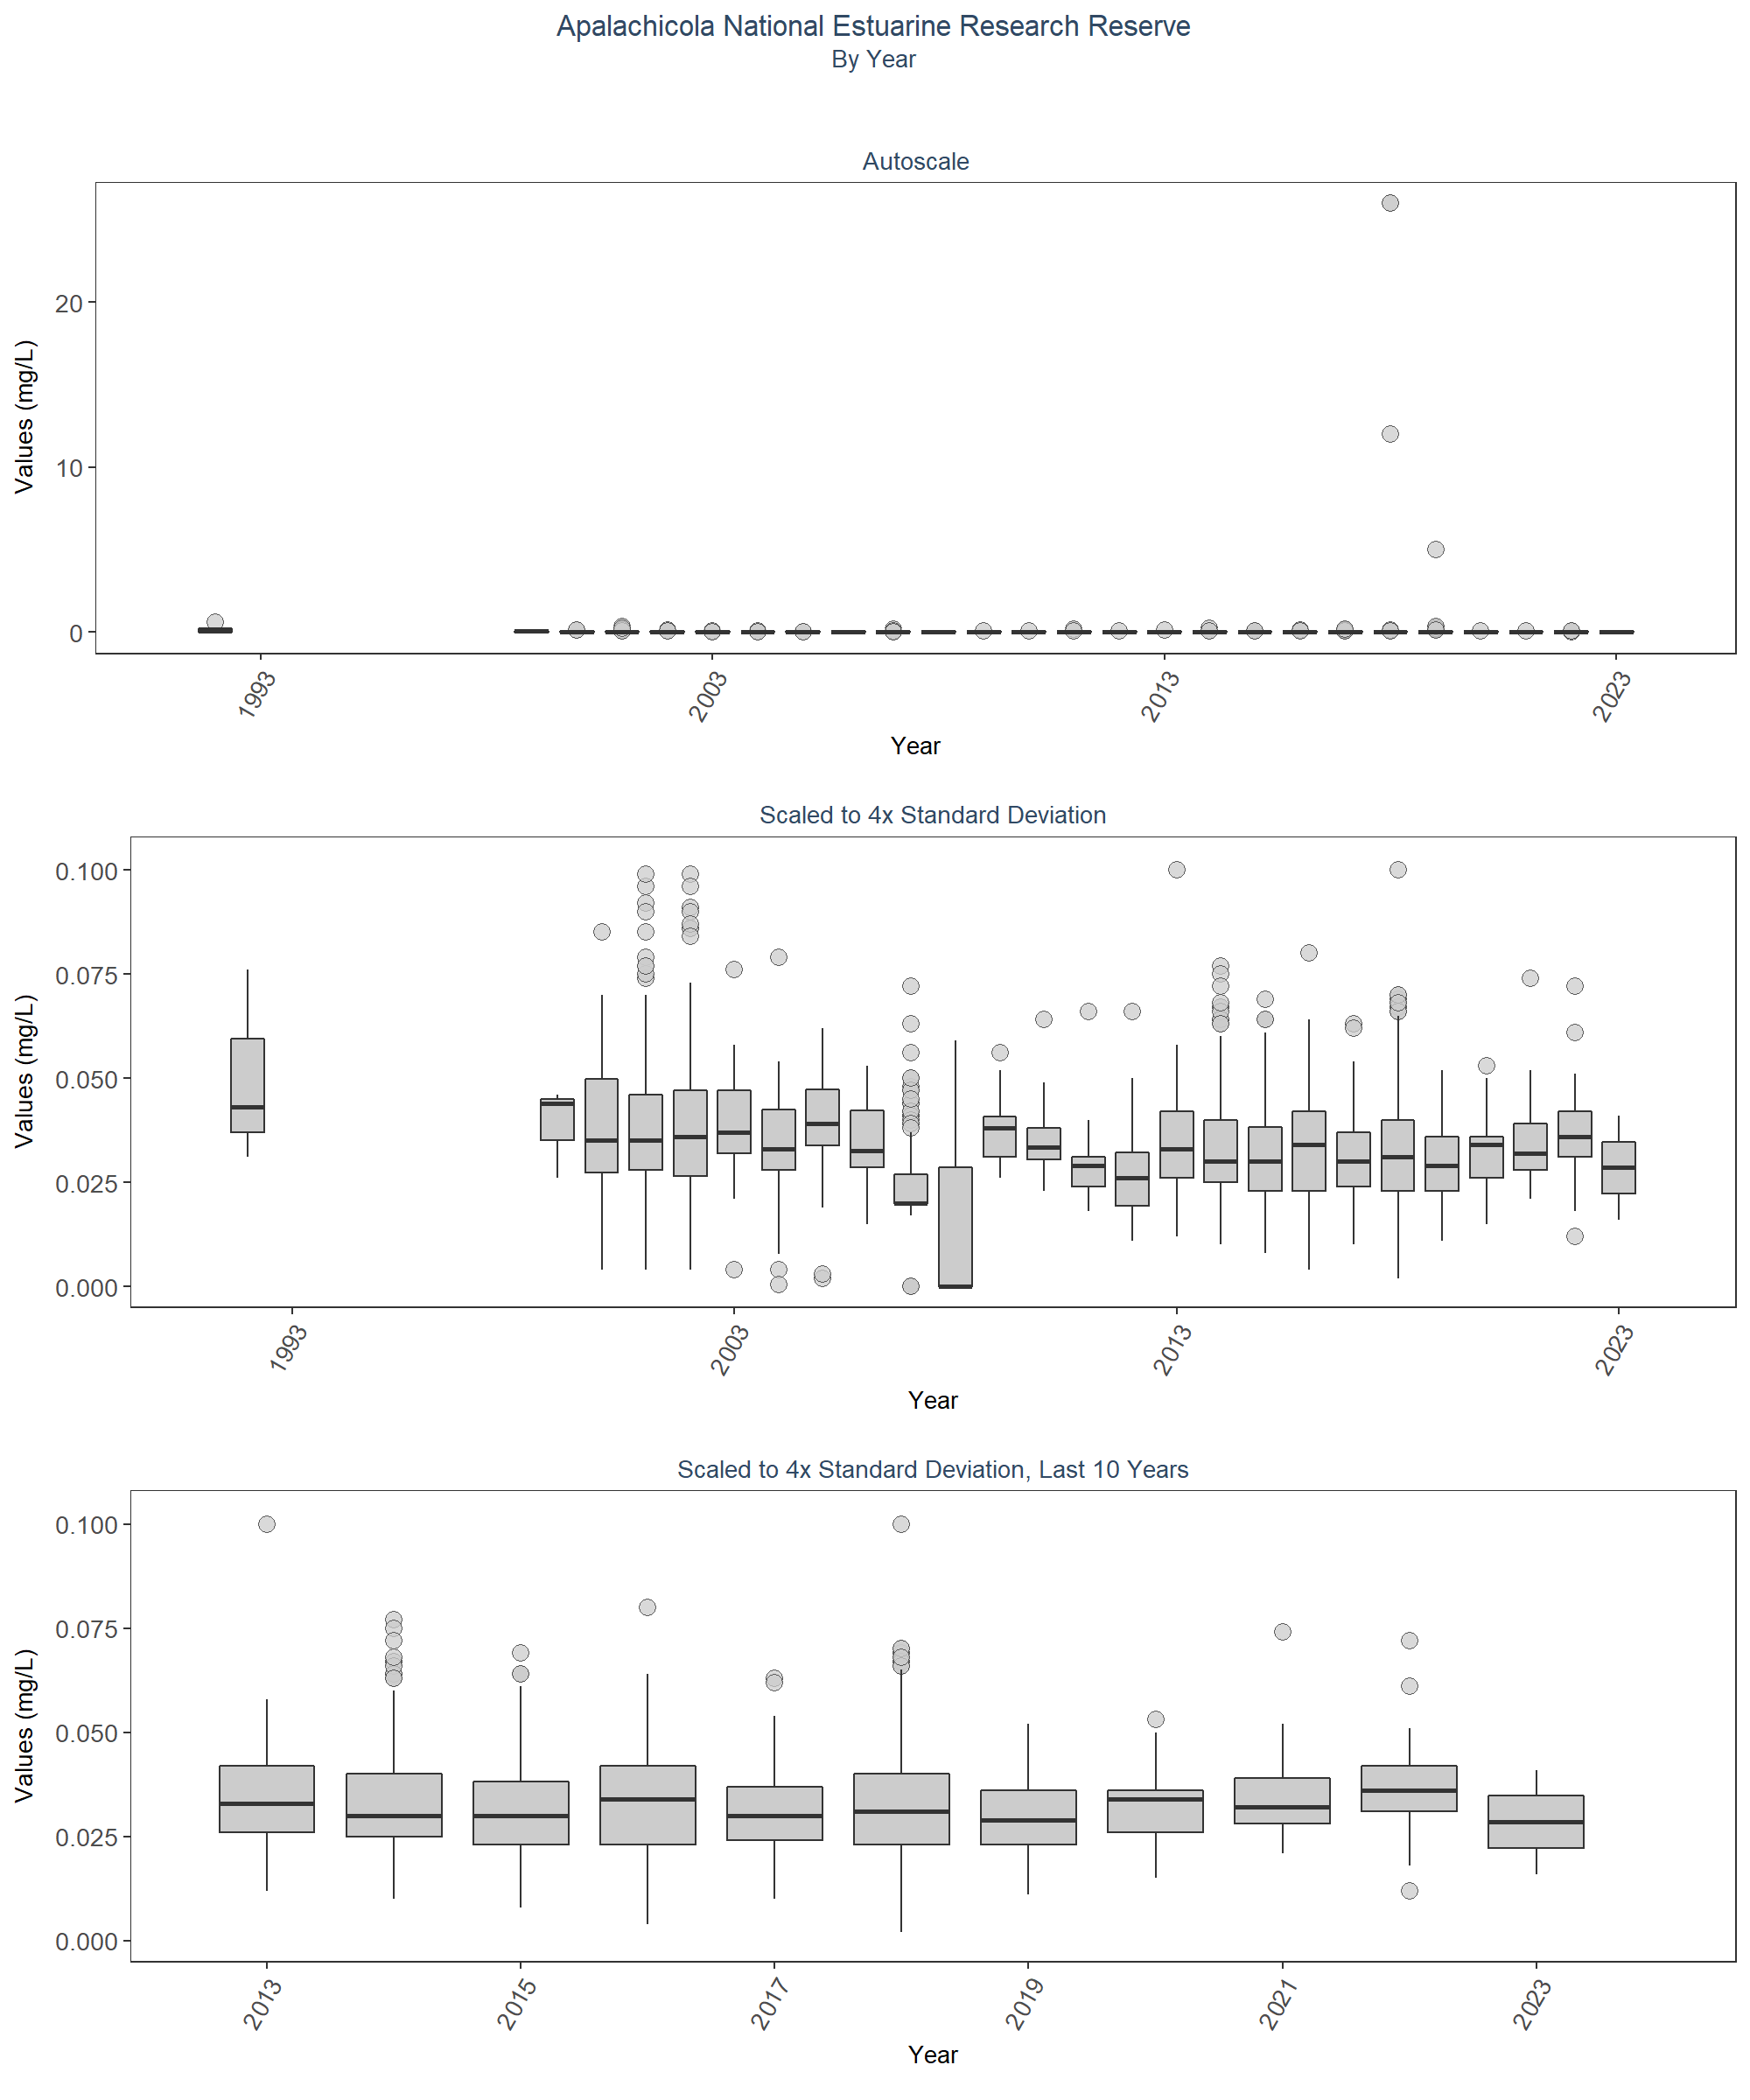 Apalachicola National Estuarine Research Reserve
By Year
Autoscale
Values (mg/L)
20
10
0
1993
2003
2013
2023
Year
Scaled to 4x Standard Deviation
Values (mg/L)
0.100
0.075
0.050
0.025
0.000
1993
2003
2013
2023
Year
Scaled to 4x Standard Deviation, Last 10 Years
Values (mg/L)
0.100
0.075
0.050
0.025
0.000
2013
2015
2017
2019
2021
2023
Year